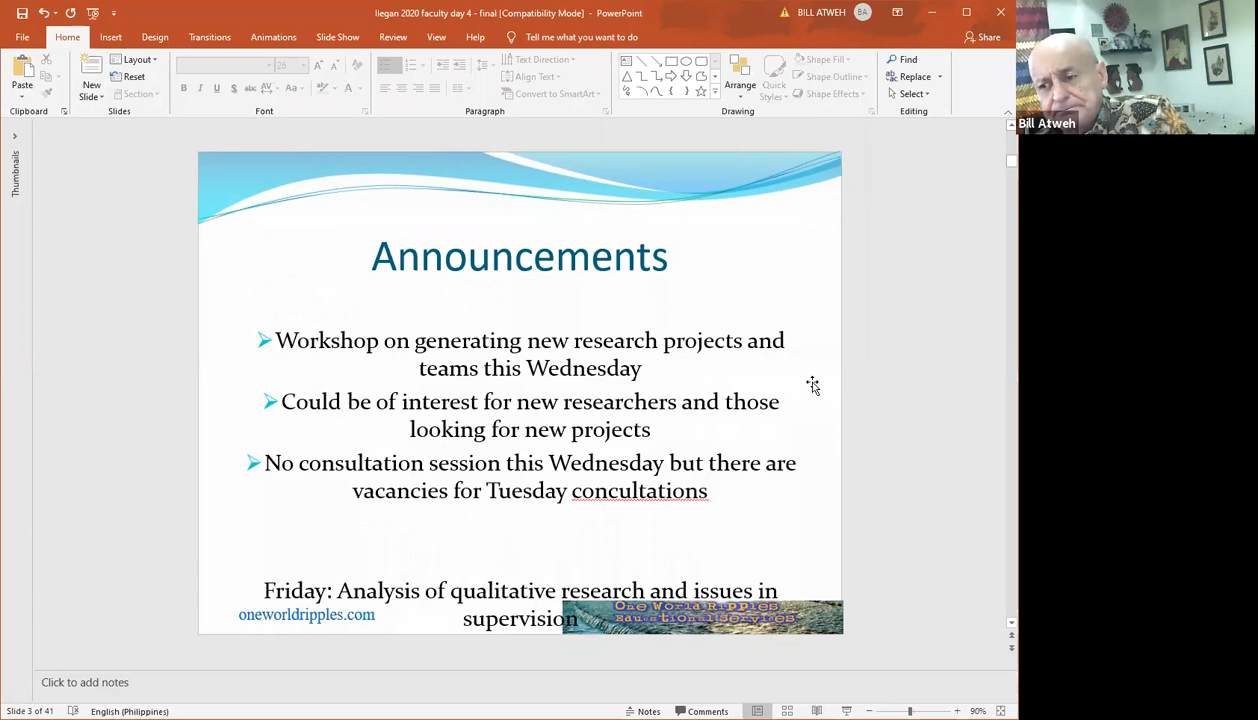 Ilegan 2020 faculty day 4 - final [Compatibility Mode] - PowerPoint
BILL ATWEH
BA
File
Home
Insert
Design
Transitions
Animations
Slide Show
Review
View
Help
Tell me what you want to do
Share
Paste
Clipboard
New
Slide
Layout
Reset
Section
Slides
26
Font
Text Direction
Align Text
Convert to SmartArt
Paragraph
Arrange
Quick
Styles
Shape Fill
Shape Outline
Shape Effects
Drawing
Find
Replace
Select
Editing
Bill Atweh
Thumbnails
Announcements
Workshop on generating new research projects and
teams this Wednesday
Could be of interest for new researchers and those
looking for new projects
No consultation session this Wednesday but there are
vacancies for Tuesday concultations
Friday: Analysis of qualitative research and issues in
supervision
oneworldripples.com
One World Ripples
Educational Services
Click to add notes
Slide 3 of 41
English (Philippines)
Notes
Comments
90%